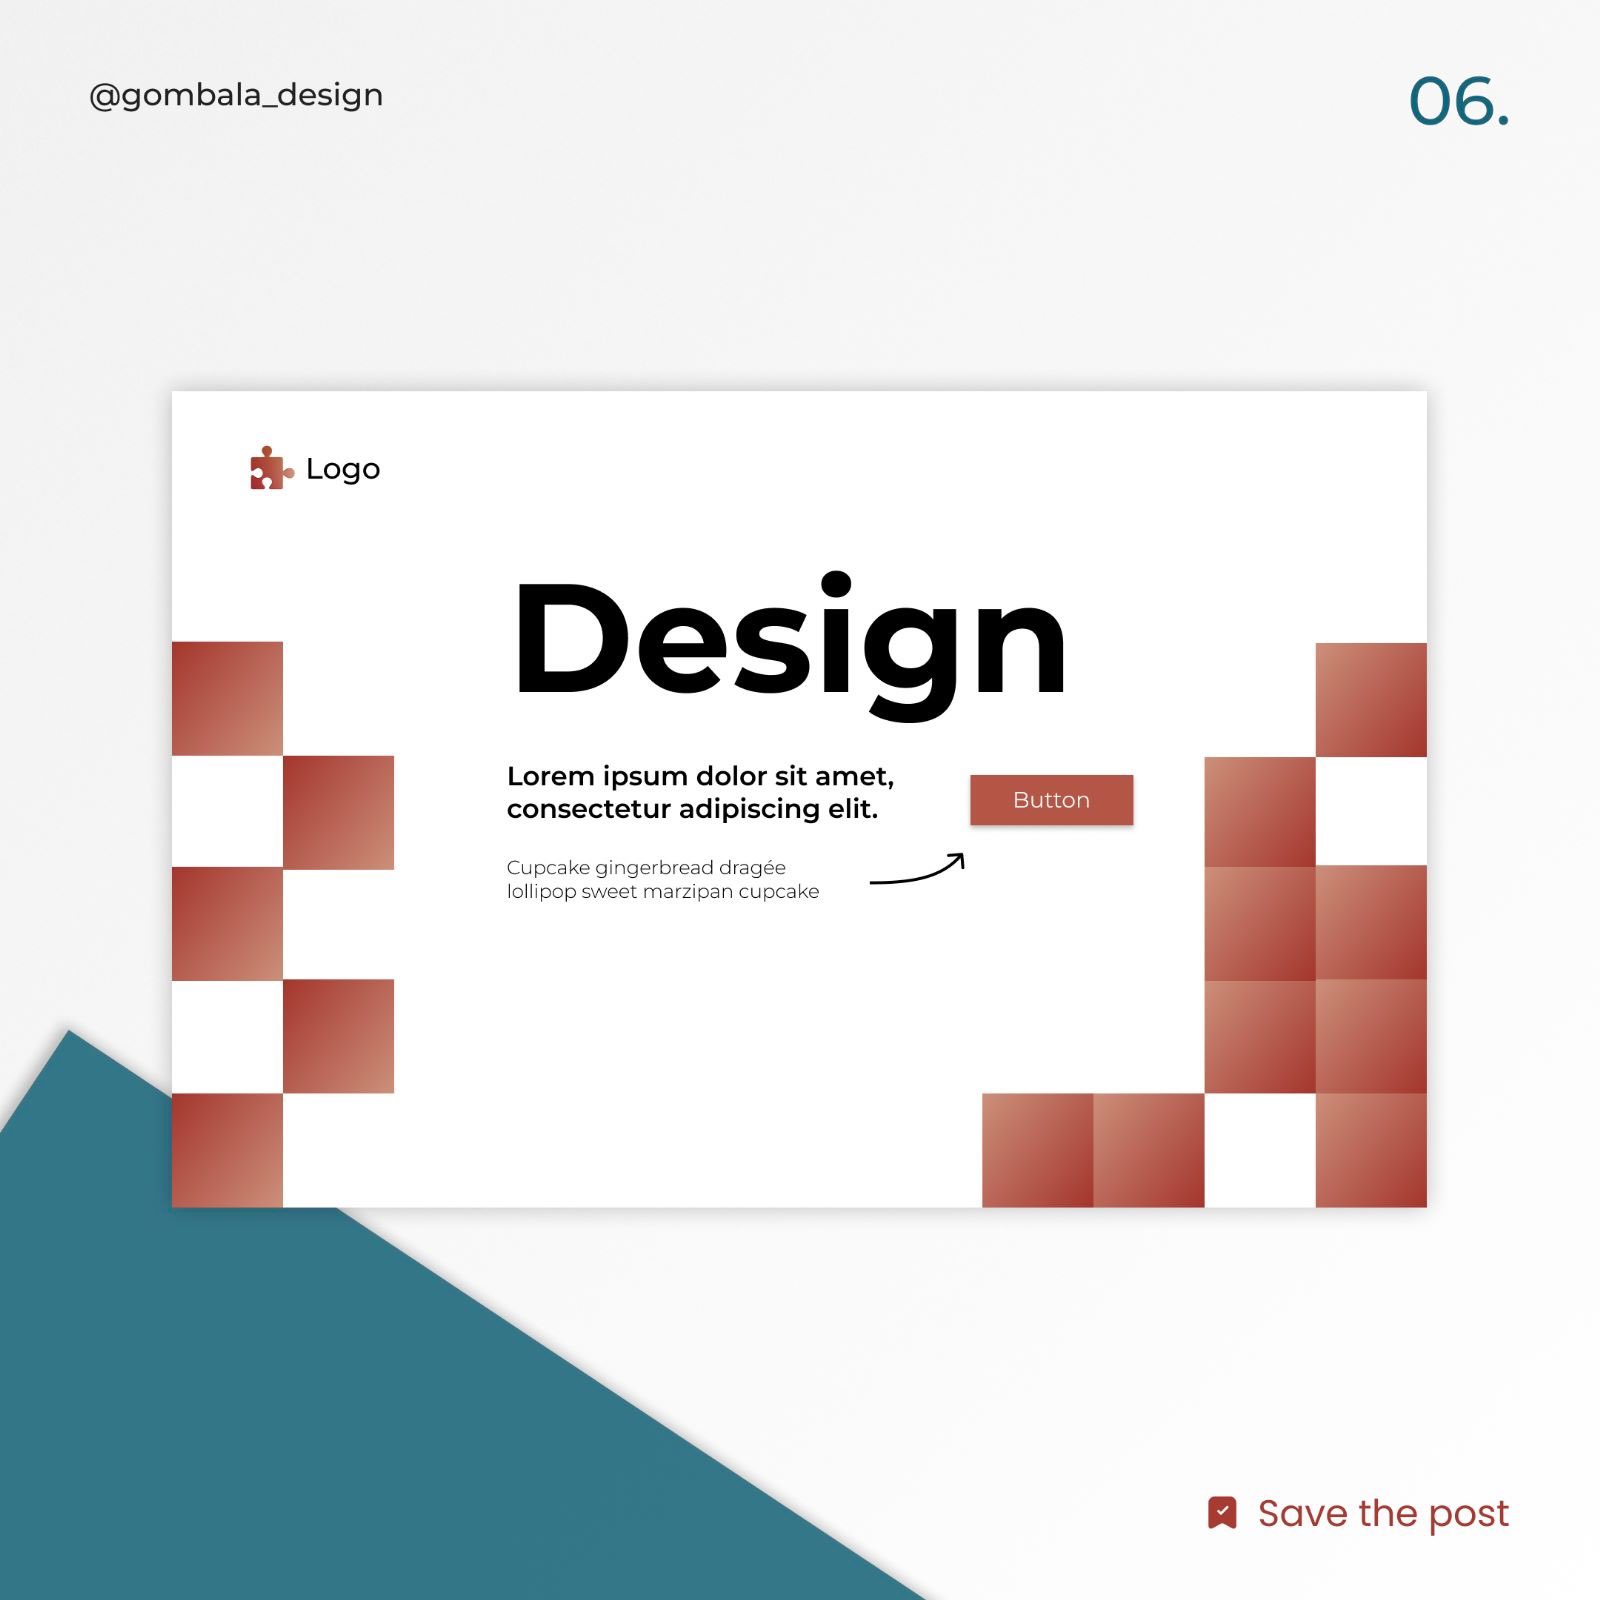 @gombala_design
06.
Logo
Design
Lorem ipsum dolor sit amet,
consectetur adipiscing elit.
Button
Cupcake gingerbread dragée
lollipop sweet marzipan cupcake
Save the post